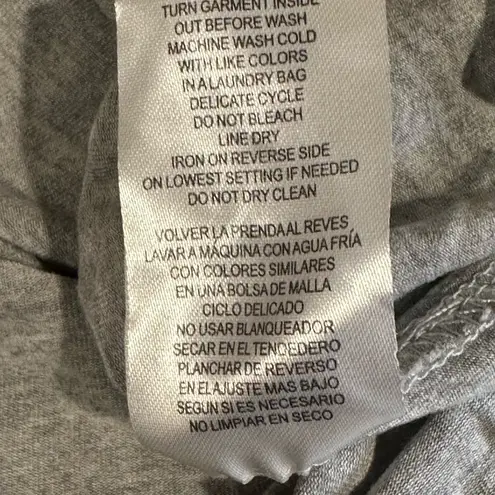 TURN GARMENT INSIDE
OUT BEFORE WASH
MACHINE WASH COLD
WITH LIKE COLORS
IN A LAUNDRY BAG
DELICATE CYCLE
DO NOT BLEACH
LINE DRY
IRON ON REVERSE SIDE
ON LOWEST SETTING IF NEEDED
DO NOT DRY CLEAN
VOLVER LA PRENDA AL REVES
LAVAR A MAQUINA CON AGUA FRÍA
CON COLORES SIMILARES
EN UNA BOLSA DE MALLA
CICLO DELICADO
NO USAR BLANQUEADOR
SECAR EN EL TENDEDERO
PLANCHAR DE REVERSO
EN EL AJUSTE MAS BAJO
SEGUN SI ES NECESARIO
NO LIMPIAR EN SECO